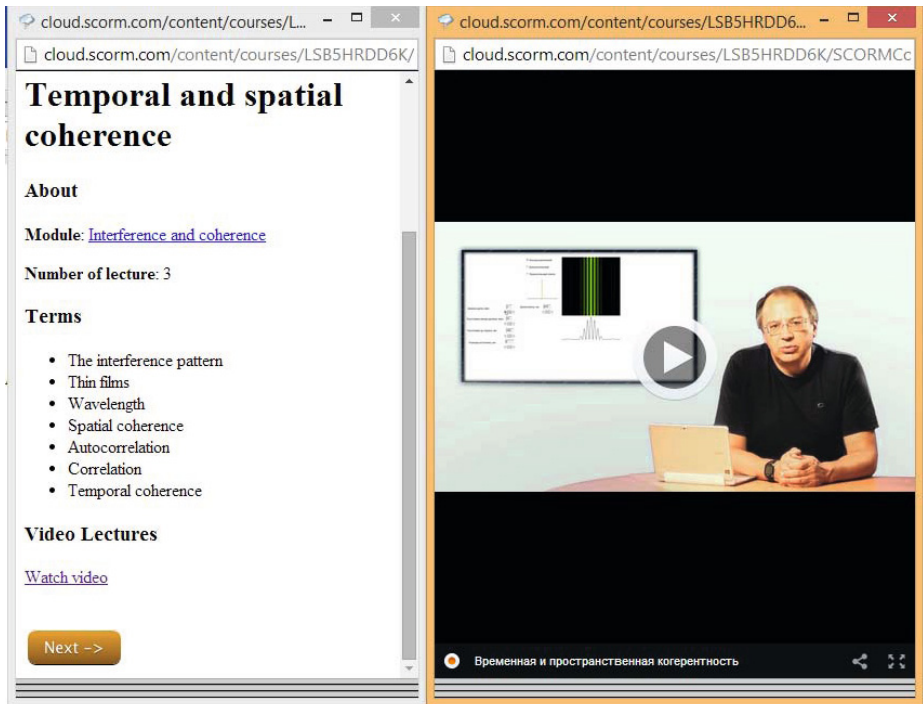 cloud.scorm.com/content/courses/L...
cloud.scorm.com/content/courses/LSB5HRDD6K/
Temporal and spatial
coherence
About
Module: Interference and coherence
Number of lecture: 3
Terms
The interference pattern
Thin films
Wavelength
Spatial coherence
Autocorrelation
Correlation
Temporal coherence
Video Lectures
Watch video
Next ->
cloud.scorm.com/content/courses/LSB5HRDD6...
cloud.scorm.com/content/courses/LSB5HRDD6K/SCORMCc
Временная и пространственная когерентность